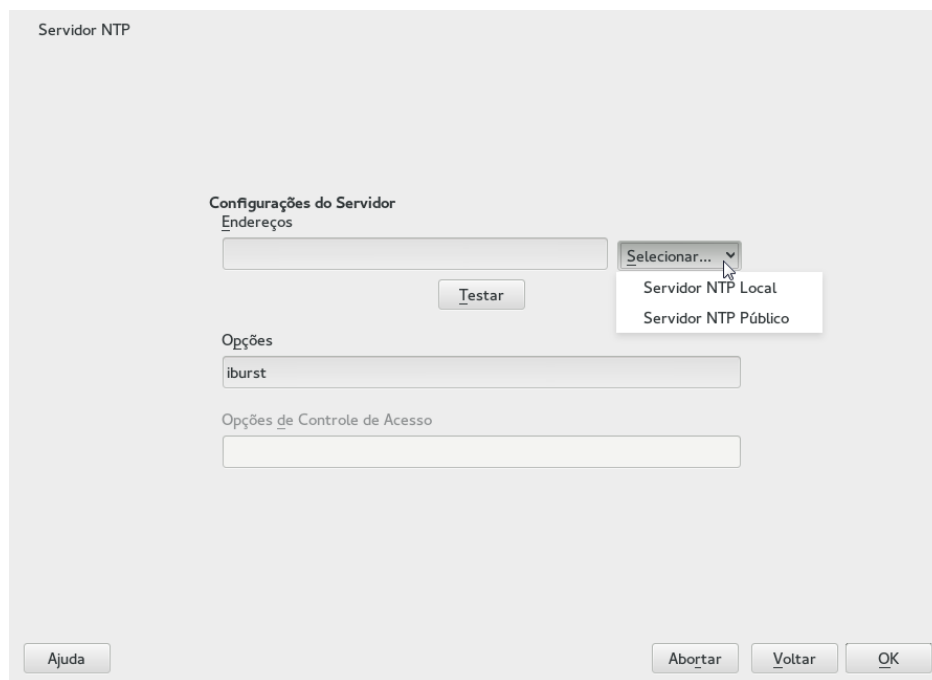 Servidor NTP
Configurações do Servidor
Endereços
Selecionar...
Testar
Servidor NTP Local
Servidor NTP Público
Opções
iburst
Opções de Controle de Acesso
Ajuda
Abortar
Voltar
OK